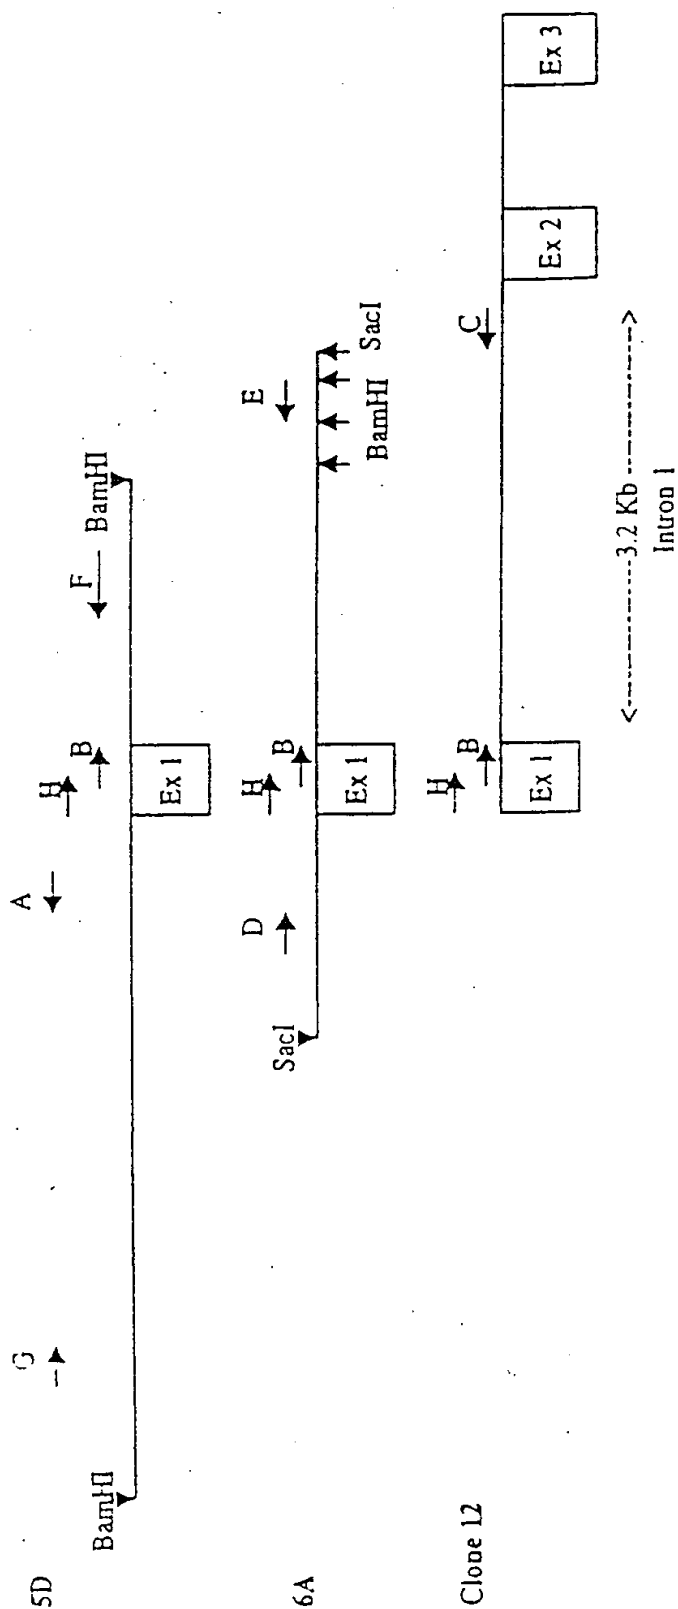 5D
BamHI
G
A
H
B
F
BamHI
Ex 1
6A
SacI
D
H
B
E
Ex 1
BamHI
SacI
Clone 12
H
B
C
Ex 1
Ex 2
Ex 3
<--------3.2 Kb -------->
Intron 1